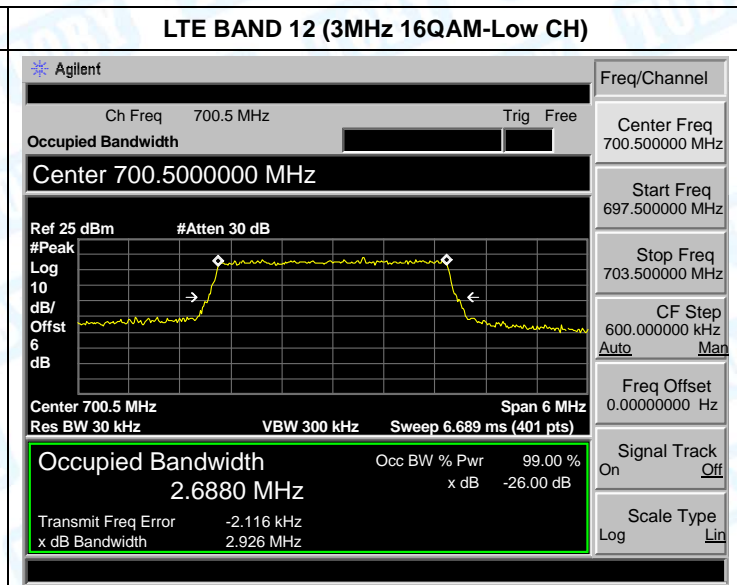 LTE BAND 12 (3MHz 16QAM-Low CH)
Agilent
Ch Freq 700.5 MHz Trig Free
Occupied Bandwidth
Center 700.5000000 MHz
Ref 25 dBm #Atten 30 dB
#Peak
Log
10
dB/
Offst
6
dB
Center 700.5 MHz Span 6 MHz
Res BW 30 kHz VBW 300 kHz Sweep 6.689 ms (401 pts)
Occupied Bandwidth Occ BW % Pwr 99.00 %
2.6880 MHz x dB -26.00 dB
Transmit Freq Error -2.116 kHz
x dB Bandwidth 2.926 MHz
Freq/Channel
Center Freq
700.500000 MHz
Start Freq
697.500000 MHz
Stop Freq
703.500000 MHz
CF Step
600.000000 kHz
Auto Man
Freq Offset
0.00000000 Hz
Signal Track
On Off
Scale Type
Log Lin